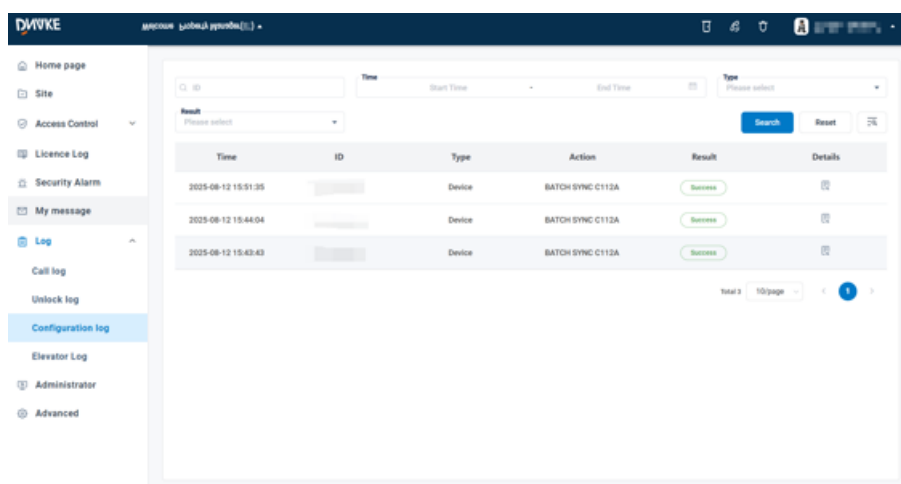 DNAKE
Welcome
Home page
Site
Access Control
Licence Log
Security Alarm
My message
Log
Call log
Unlock log
Configuration log
Elevator Log
Administrator
Advanced
ID
Time
Start Time - End Time
Type
Please select
Result
Please select
Search Reset
Time ID Type Action Result Details
2025-08-12 15:51:35 Device BATCH SYNC C112A Success
2025-08-12 15:44:04 Device BATCH SYNC C112A Success
2025-08-12 15:43:43 Device BATCH SYNC C112A Success
Total 3 10/page 1